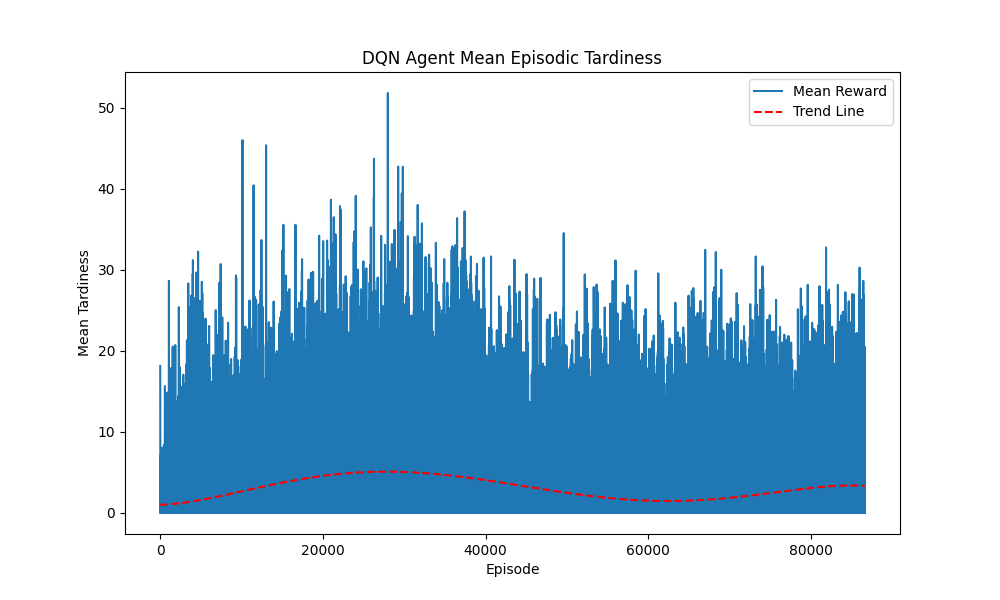 DQN Agent Mean Episodic Tardiness
Mean Reward
Trend Line
Mean Tardiness
50
40
30
20
10
0
0 20000 40000 60000 80000
Episode